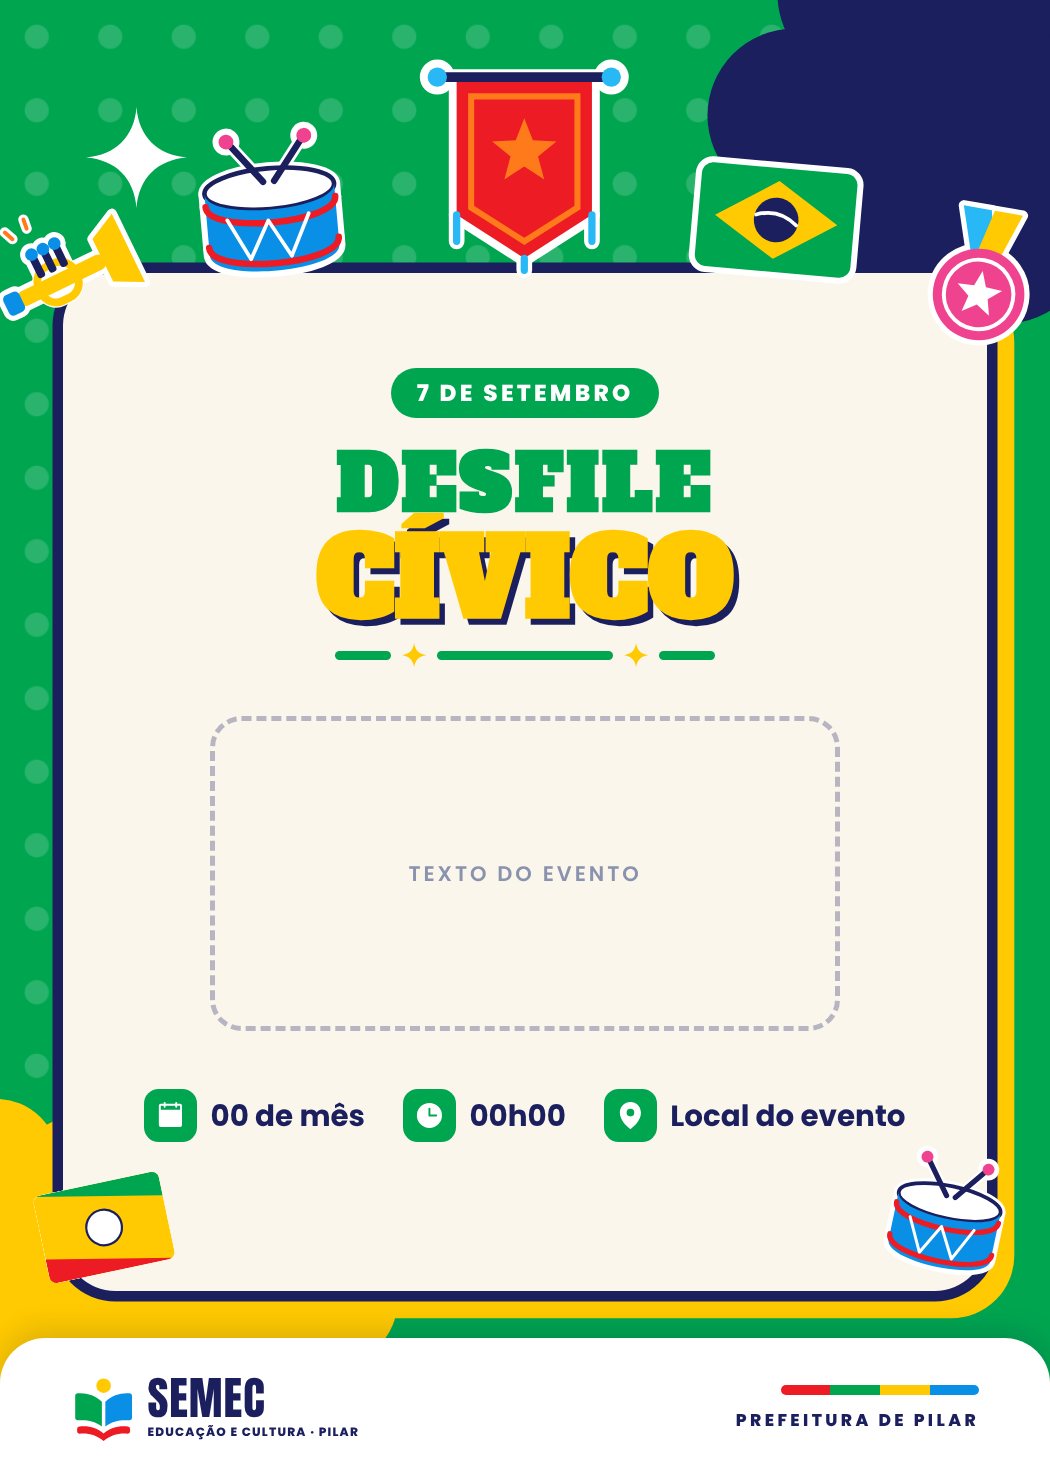 7 DE SETEMBRO
DESFILE
CÍVICO
TEXTO DO EVENTO
00 de mês
00h00
Local do evento
SEMEC
EDUCAÇÃO E CULTURA · PILAR
PREFEITURA DE PILAR